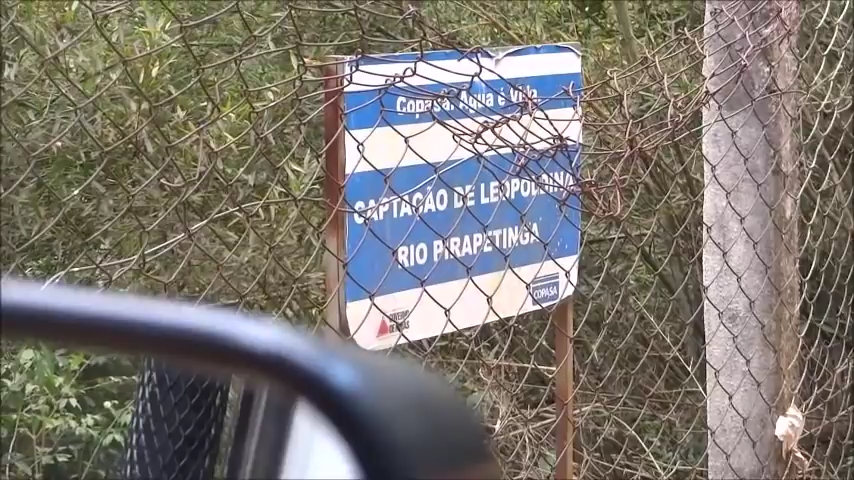 Copasa. Água é Vida.
CAPTAÇÃO DE LEOPOLDINA
RIO PIRAPETINGA
COPASA